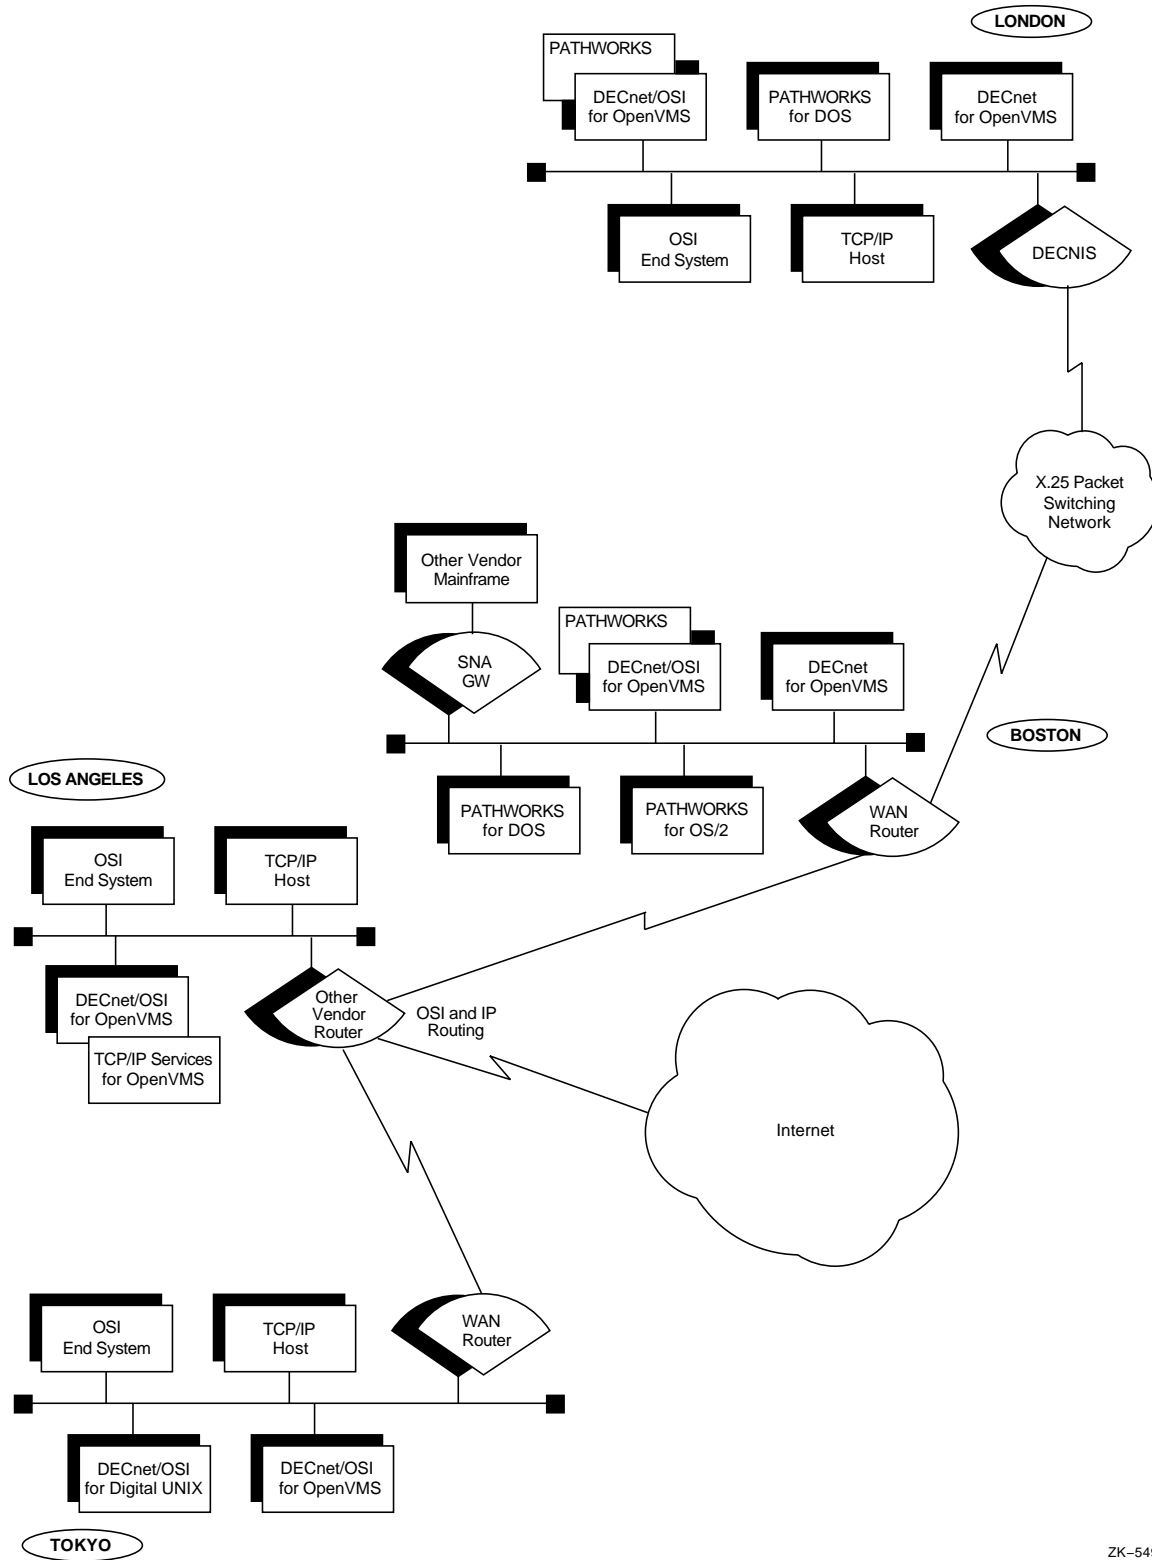 LONDON
PATHWORKS
DECnet/OSI
for OpenVMS
PATHWORKS
for DOS
DECnet
for OpenVMS
OSI
End System
TCP/IP
Host
DECNIS
X.25 Packet
Switching
Network
Other Vendor
Mainframe
SNA
GW
PATHWORKS
DECnet/OSI
for OpenVMS
DECnet
for OpenVMS
BOSTON
PATHWORKS
for DOS
PATHWORKS
for OS/2
WAN
Router
LOS ANGELES
OSI
End System
TCP/IP
Host
DECnet/OSI
for OpenVMS
TCP/IP Services
for OpenVMS
Other
Vendor
Router
OSI and IP
Routing
Internet
OSI
End System
TCP/IP
Host
WAN
Router
DECnet/OSI
for Digital UNIX
DECnet/OSI
for OpenVMS
TOKYO